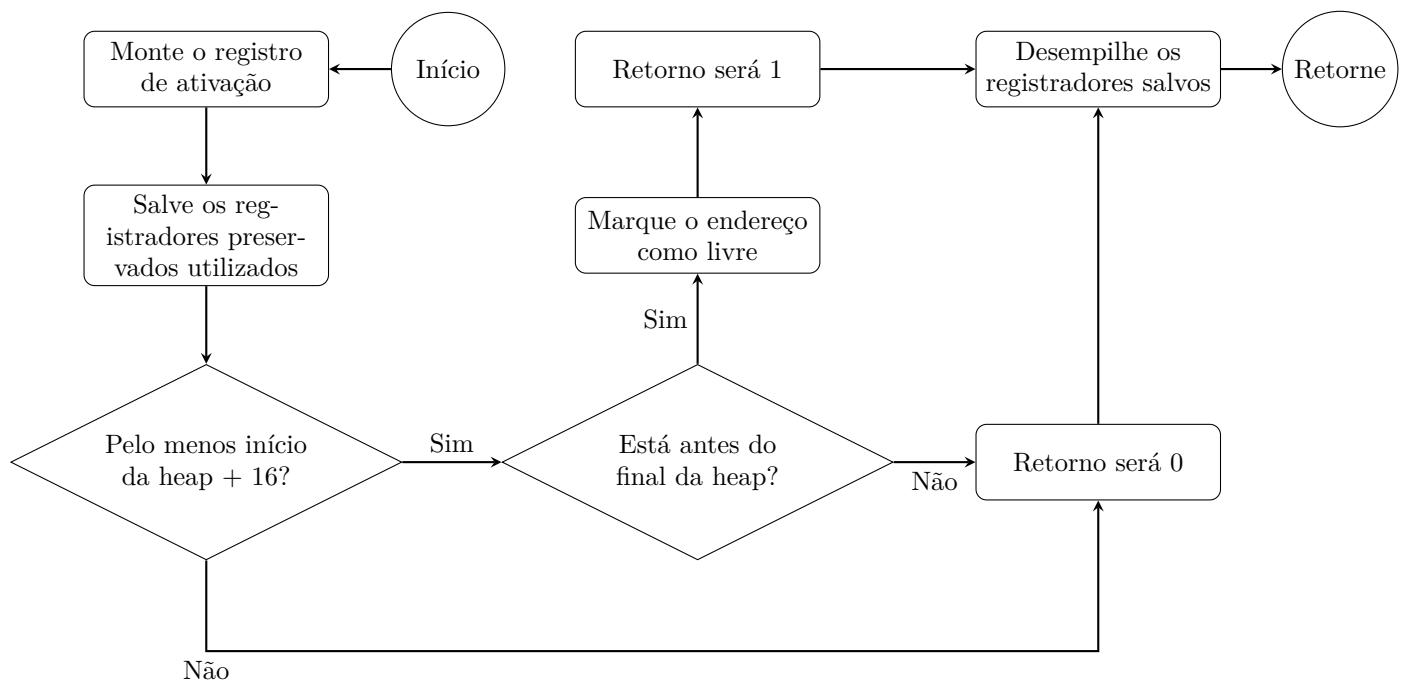 Monte o registro
de ativação
Início
Retorno será 1
Desempilhe os
registradores salvos
Retorne
Salve os reg-
istradores preser-
vados utilizados
Marque o endereço
como livre
Sim
Pelo menos início
da heap + 16?
Sim
Está antes do
final da heap?
Não
Retorno será 0
Não